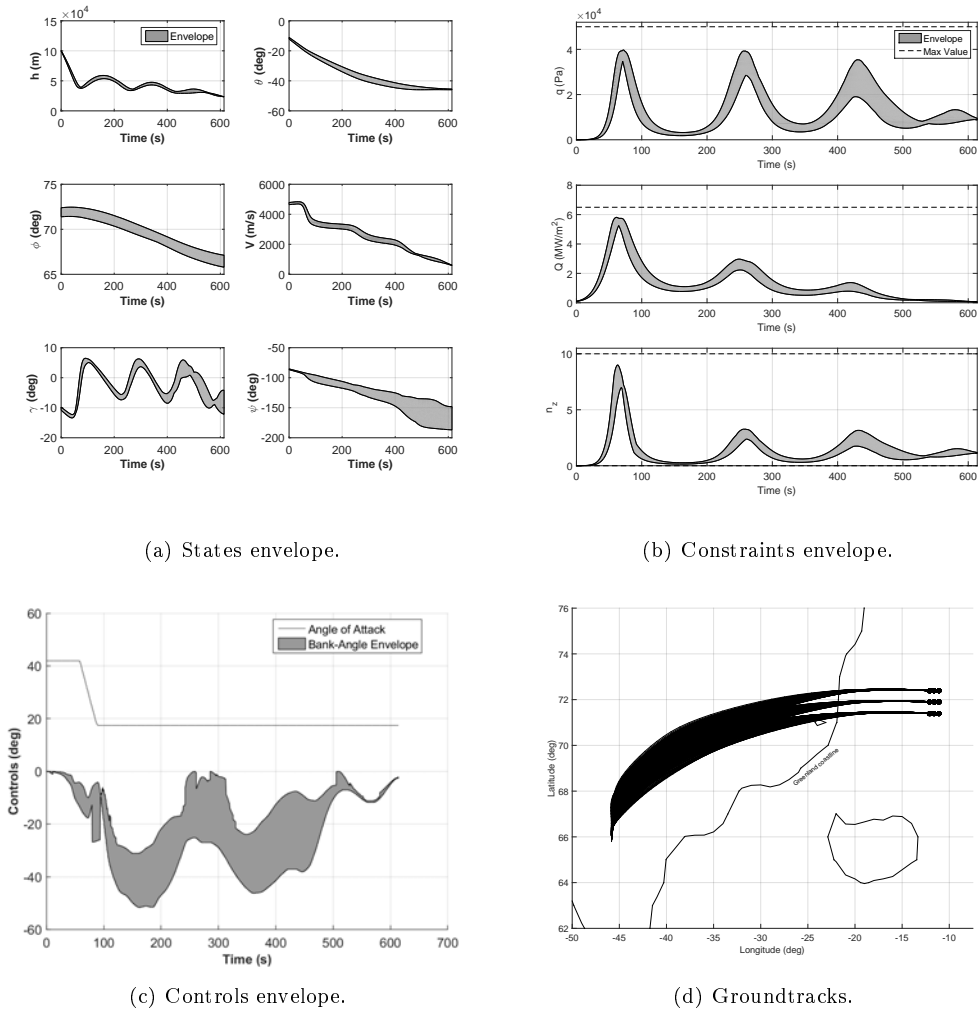 ×10⁴
15
10
5
0
h (m)
Envelope
0 200 400 600
Time (s)
0
-20
-40
-60
θ (deg)
0 200 400 600
Time (s)
75
70
65
ϕ (deg)
0 200 400 600
Time (s)
6000
4000
2000
0
V (m/s)
0 200 400 600
Time (s)
10
0
-10
-20
γ (deg)
0 200 400 600
Time (s)
-50
-100
-150
-200
ψ (deg)
0 200 400 600
Time (s)
(a) States envelope.
×10⁴
4
2
0
q (Pa)
Envelope
Max Value
0 100 200 300 400 500 600
Time (s)
8
6
4
2
0
Q (MW/m²)
0 100 200 300 400 500 600
Time (s)
10
5
0
n_z
0 100 200 300 400 500 600
Time (s)
(b) Constraints envelope.
60
40
20
0
-20
-40
-60
Controls (deg)
Angle of Attack
Bank-Angle Envelope
0 100 200 300 400 500 600 700
Time (s)
(c) Controls envelope.
76
74
72
70
68
66
64
62
Latitude (deg)
Greenland coastline
-50 -45 -40 -35 -30 -25 -20 -15 -10
Longitude (deg)
(d) Groundtracks.